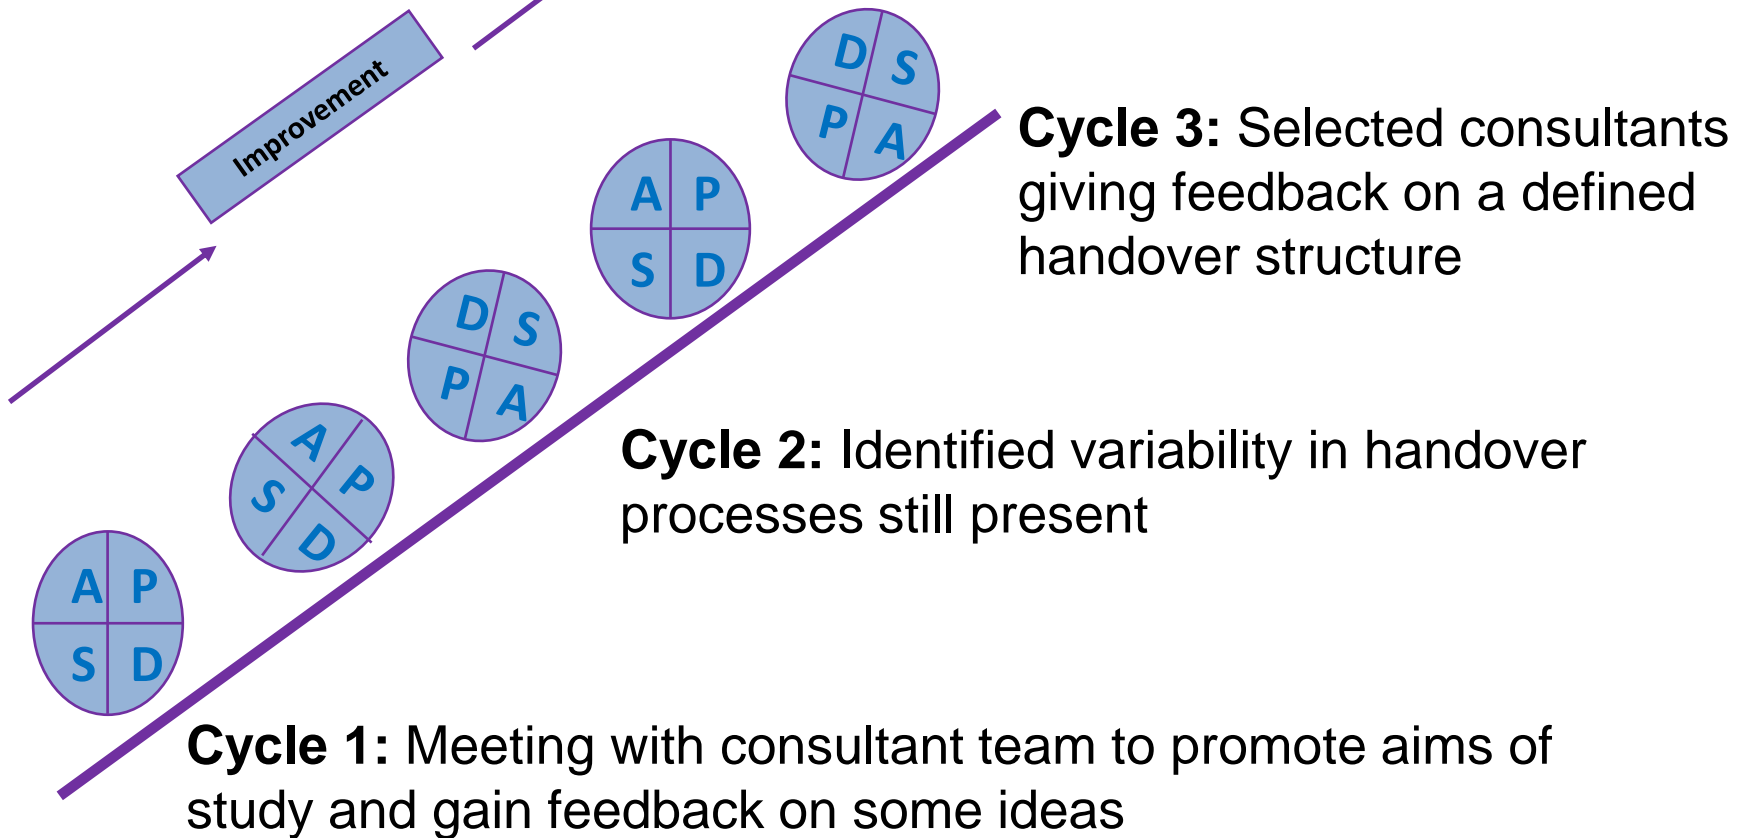 Improvement
D S
P A
Cycle 3: Selected consultants
giving feedback on a defined
handover structure
A P
S D
D S
P A
Cycle 2: Identified variability in handover
processes still present
A P
S D
A P
S D
Cycle 1: Meeting with consultant team to promote aims of
study and gain feedback on some ideas